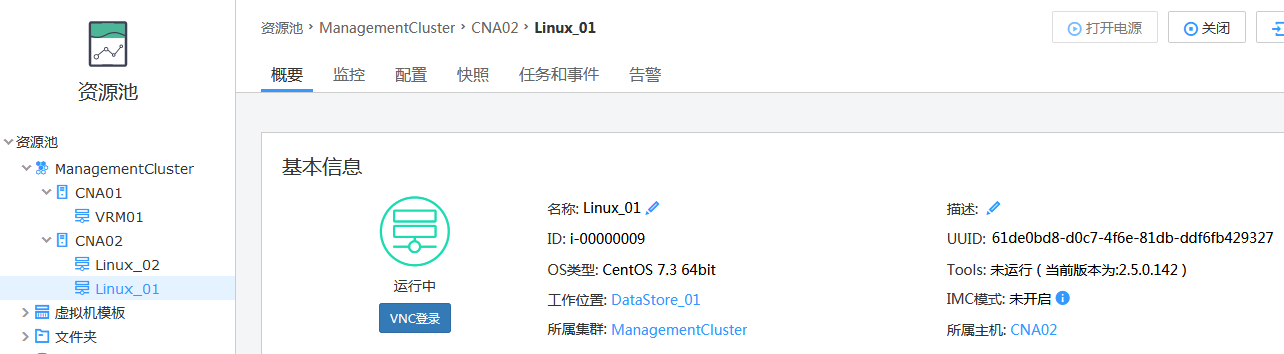 资源池
资源池
ManagementCluster
CNA01
VRM01
CNA02
Linux_02
Linux_01
虚拟机模板
文件夹
资源池 › ManagementCluster › CNA02 › Linux_01
打开电源 关闭
概要 监控 配置 快照 任务和事件 告警
基本信息
运行中
VNC登录
名称: Linux_01
ID: i-00000009
OS类型: CentOS 7.3 64bit
工作位置: DataStore_01
所属集群: ManagementCluster
描述:
UUID: 61de0bd8-d0c7-4f6e-81db-ddf6fb429327
Tools: 未运行 ( 当前版本为:2.5.0.142 )
IMC模式: 未开启
所属主机: CNA02